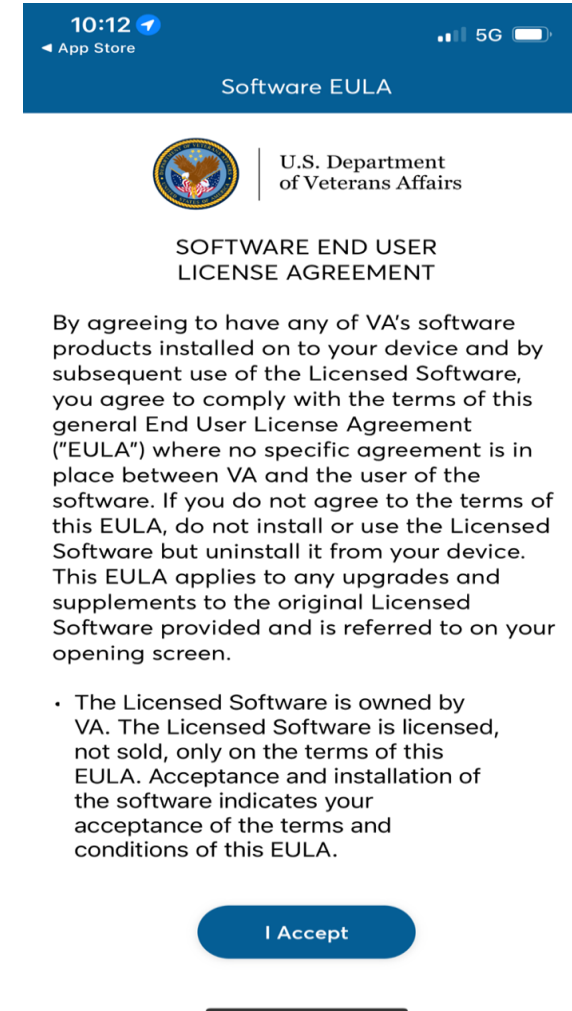 10:12
5G
◀ App Store
Software EULA
U.S. Department
of Veterans Affairs
SOFTWARE END USER
LICENSE AGREEMENT
By agreeing to have any of VA's software
products installed on to your device and by
subsequent use of the Licensed Software,
you agree to comply with the terms of this
general End User License Agreement
("EULA") where no specific agreement is in
place between VA and the user of the
software. If you do not agree to the terms of
this EULA, do not install or use the Licensed
Software but uninstall it from your device.
This EULA applies to any upgrades and
supplements to the original Licensed
Software provided and is referred to on your
opening screen.
• The Licensed Software is owned by
VA. The Licensed Software is licensed,
not sold, only on the terms of this
EULA. Acceptance and installation of
the software indicates your
acceptance of the terms and
conditions of this EULA.
I Accept